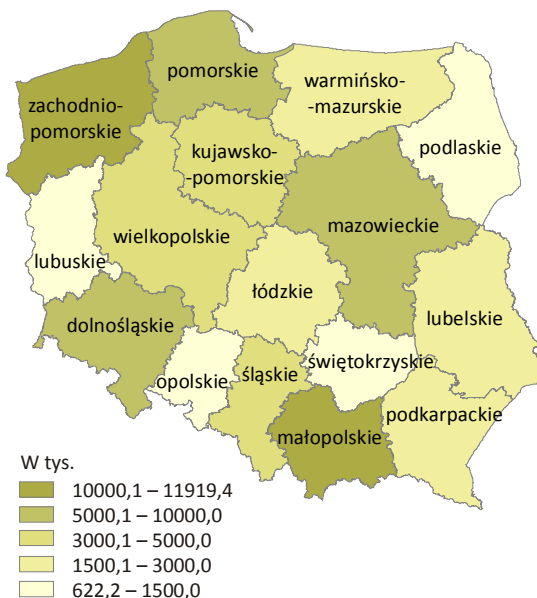 pomorskie
warmińsko-
-mazurskie
zachodnio-
pomorskie
podlaskie
kujawsko-
-pomorskie
mazowieckie
wielkopolskie
lubuskie
łódzkie
lubelskie
dolnośląskie
świętokrzyskie
opolskie
śląskie
podkarpackie
małopolskie
W tys.
10000,1 – 11919,4
5000,1 – 10000,0
3000,1 – 5000,0
1500,1 – 3000,0
622,2 – 1500,0